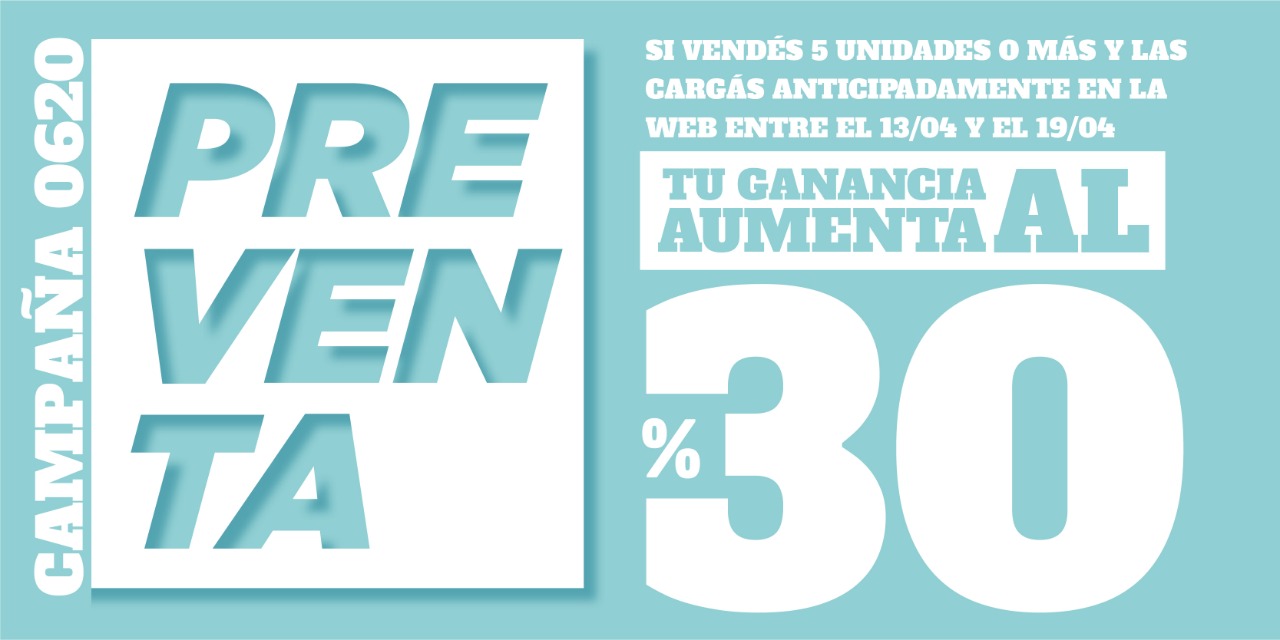 CAMPAÑA 0620
PRE
VEN
TA
SI VENDÉS 5 UNIDADES O MÁS Y LAS
CARGÁS ANTICIPADAMENTE EN LA
WEB ENTRE EL 13/04 Y EL 19/04
TU GANANCIA
AUMENTA AL
%30